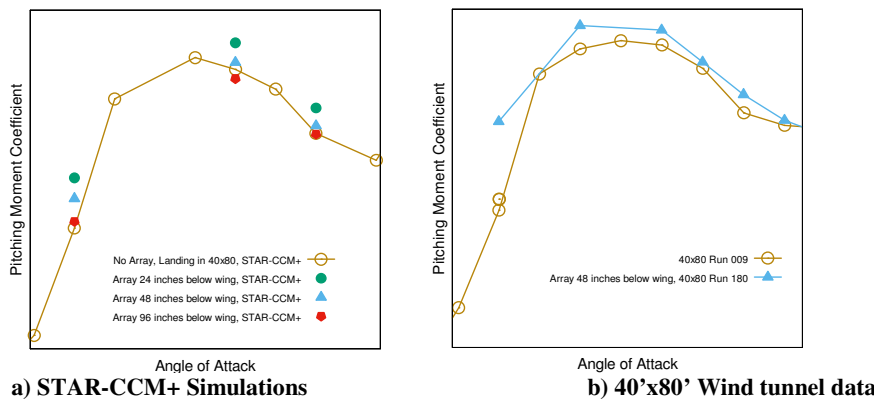 Pitching Moment Coefficient
No Array, Landing in 40x80, STAR-CCM+
Array 24 inches below wing, STAR-CCM+
Array 48 inches below wing, STAR-CCM+
Array 96 inches below wing, STAR-CCM+
Angle of Attack
a) STAR-CCM+ Simulations
Pitching Moment Coefficient
40x80 Run 009
Array 48 inches below wing, 40x80 Run 180
Angle of Attack
b) 40'x80' Wind tunnel data